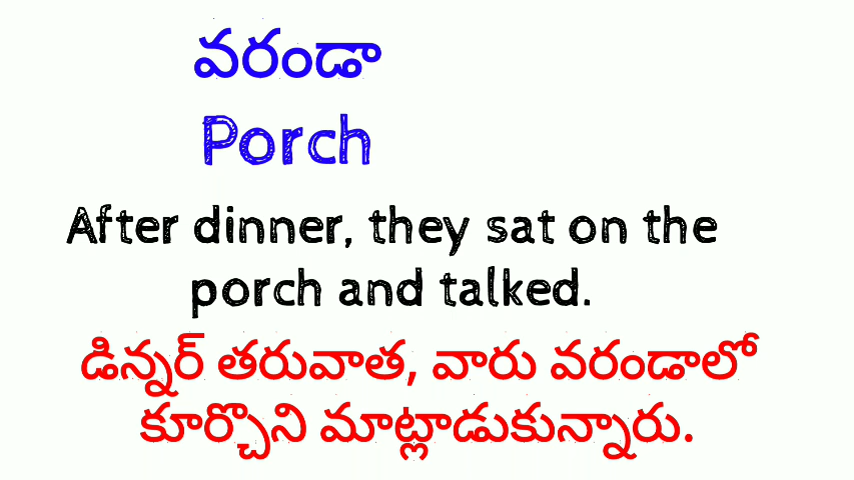 వరండా
Porch
After dinner, they sat on the
porch and talked.
డిన్నర్ తరువాత, వారు వరండాలో
కూర్చొని మాట్లాడుకున్నారు.